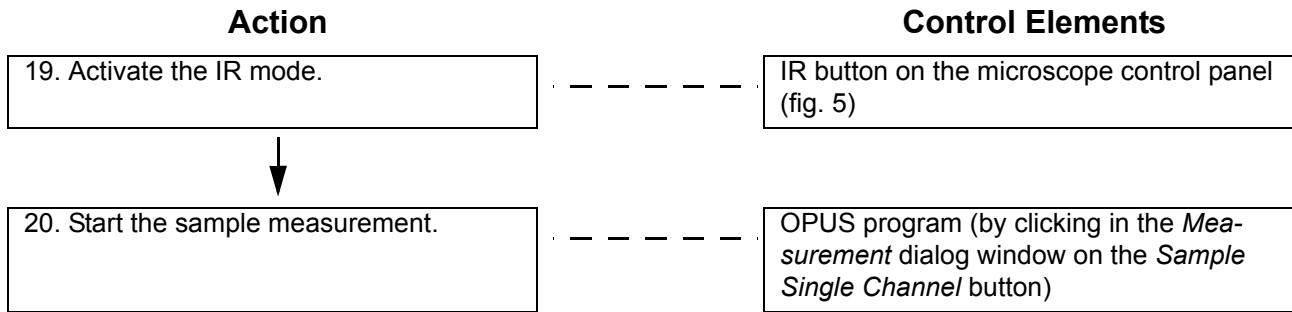 Action
Control Elements
19. Activate the IR mode.
IR button on the microscope control panel
(fig. 5)
20. Start the sample measurement.
OPUS program (by clicking in the Mea-
surement dialog window on the Sample
Single Channel button)